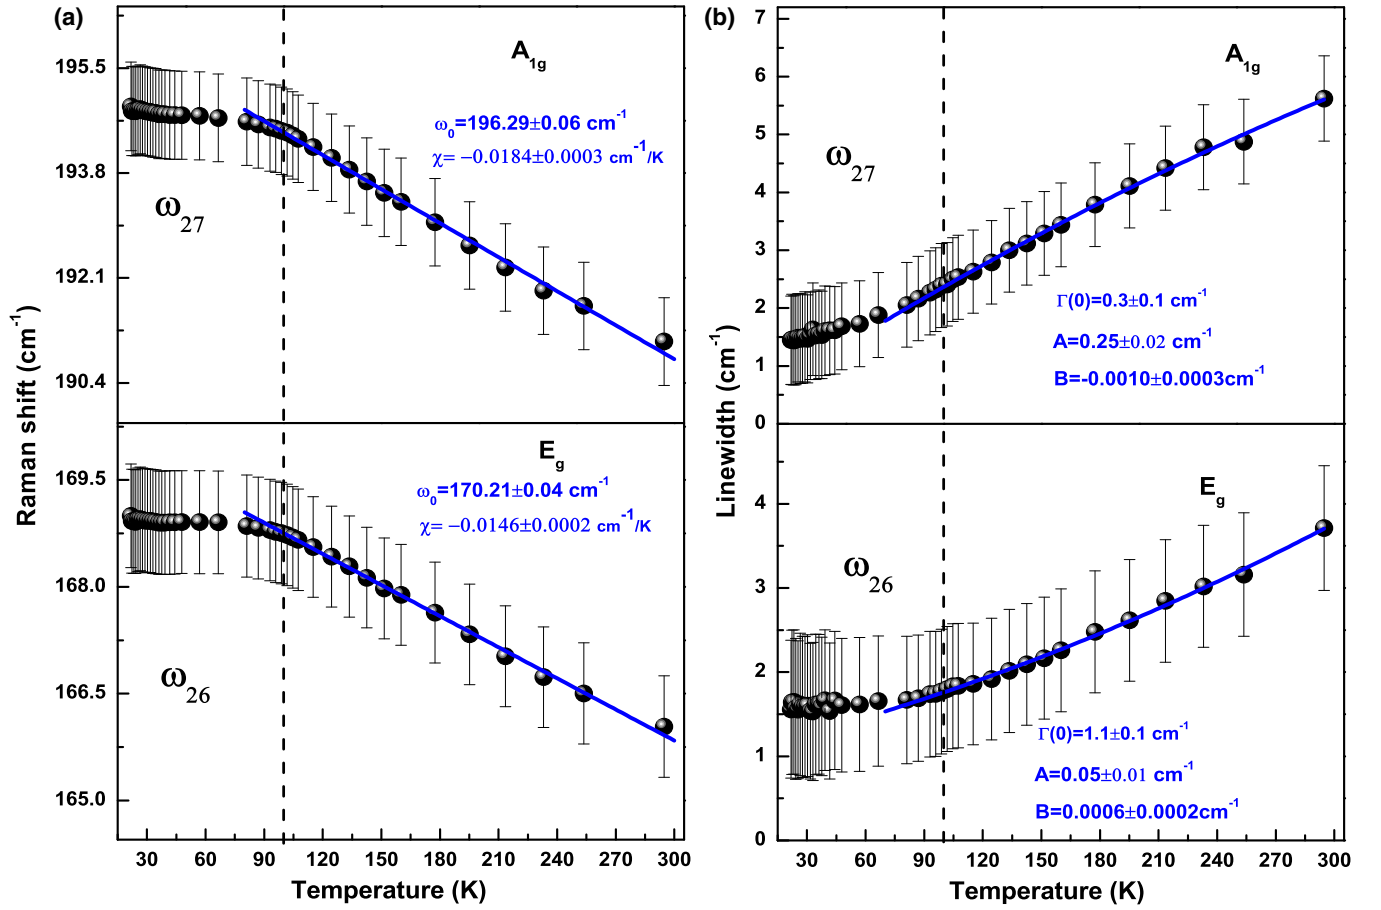 (a)
A1g
ω0=196.29±0.06 cm-1
χ= −0.0184±0.0003 cm-1/K
ω27
195.5
193.8
192.1
190.4
Raman shift (cm-1)
Eg
ω0=170.21±0.04 cm-1
χ= −0.0146±0.0002 cm-1/K
ω26
169.5
168.0
166.5
165.0
30 60 90 120 150 180 210 240 270 300
Temperature (K)
(b)
A1g
ω27
Γ(0)=0.3±0.1 cm-1
A=0.25±0.02 cm-1
B=-0.0010±0.0003cm-1
7
6
5
4
3
2
1
0
Linewidth (cm-1)
Eg
ω26
Γ(0)=1.1±0.1 cm-1
A=0.05±0.01 cm-1
B=0.0006±0.0002cm-1
4
3
2
1
0
30 60 90 120 150 180 210 240 270 300
Temperature (K)